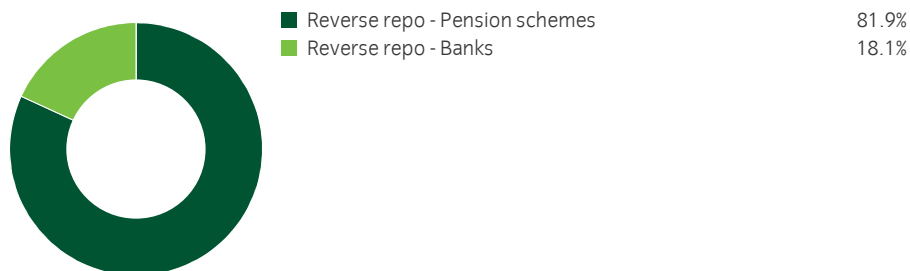 Reverse repo - Pension schemes 81.9%
Reverse repo - Banks 18.1%